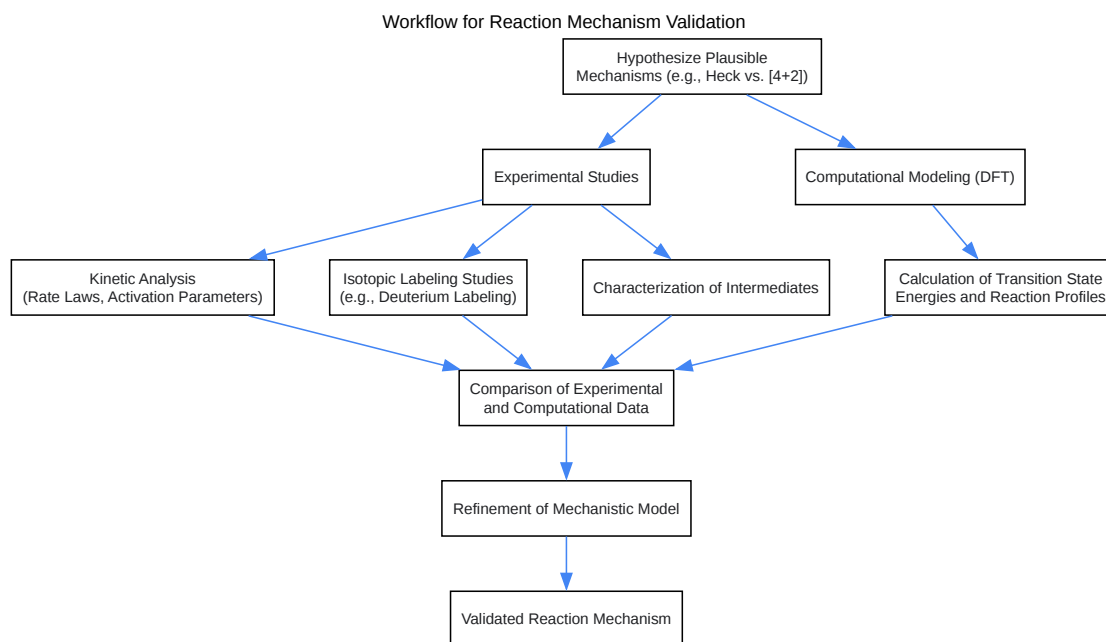 Workflow for Reaction Mechanism Validation
Hypothesize Plausible
Mechanisms (e.g., Heck vs. [4+2])
Experimental Studies
Computational Modeling (DFT)
Kinetic Analysis
(Rate Laws, Activation Parameters)
Isotopic Labeling Studies
(e.g., Deuterium Labeling)
Characterization of Intermediates
Calculation of Transition State
Energies and Reaction Profiles
Comparison of Experimental
and Computational Data
Refinement of Mechanistic Model
Validated Reaction Mechanism